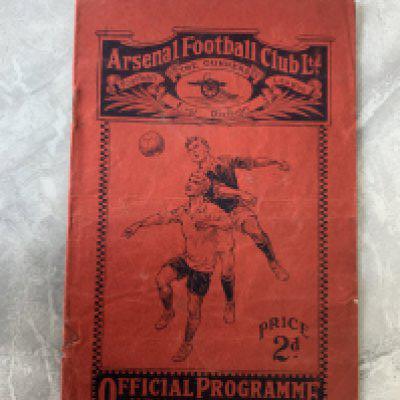 Arsenal Football Club Ltd
THE GUNNERS
PRICE
2d
OFFICIAL PROGRAMME